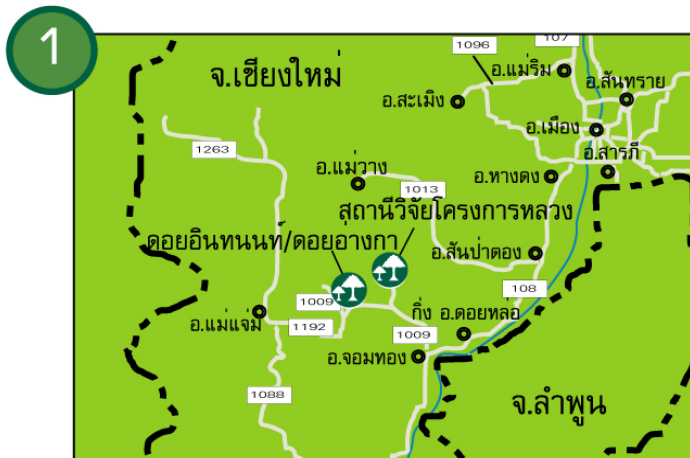 1
107
1096
อ.แม่ริม
จ.เชียงใหม่
อ.สันทราย
อ.สะเมิง
อ.เมือง
1263
อ.สารภี
อ.แม่วาง
อ.หางดง
1013
สถานีวิจัยโครงการหลวง
ดอยอินทนนท์/ดอยอ่างกา
อ.สันป่าตอง
108
1009
กิ่ง อ.ดอยหล่อ
อ.แม่แจ่ม
1192
1009
อ.จอมทอง
1088
จ.ลำพูน